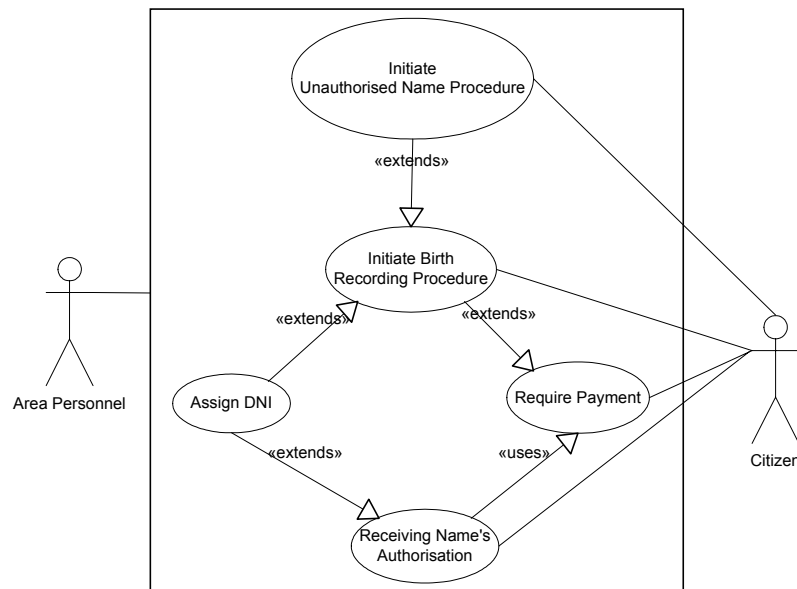 Initiate
Unauthorised Name Procedure
«extends»
Initiate Birth
Recording Procedure
«extends»
«extends»
Area Personnel
Assign DNI
Require Payment
«extends»
«uses»
Citizen
Receiving Name's
Authorisation